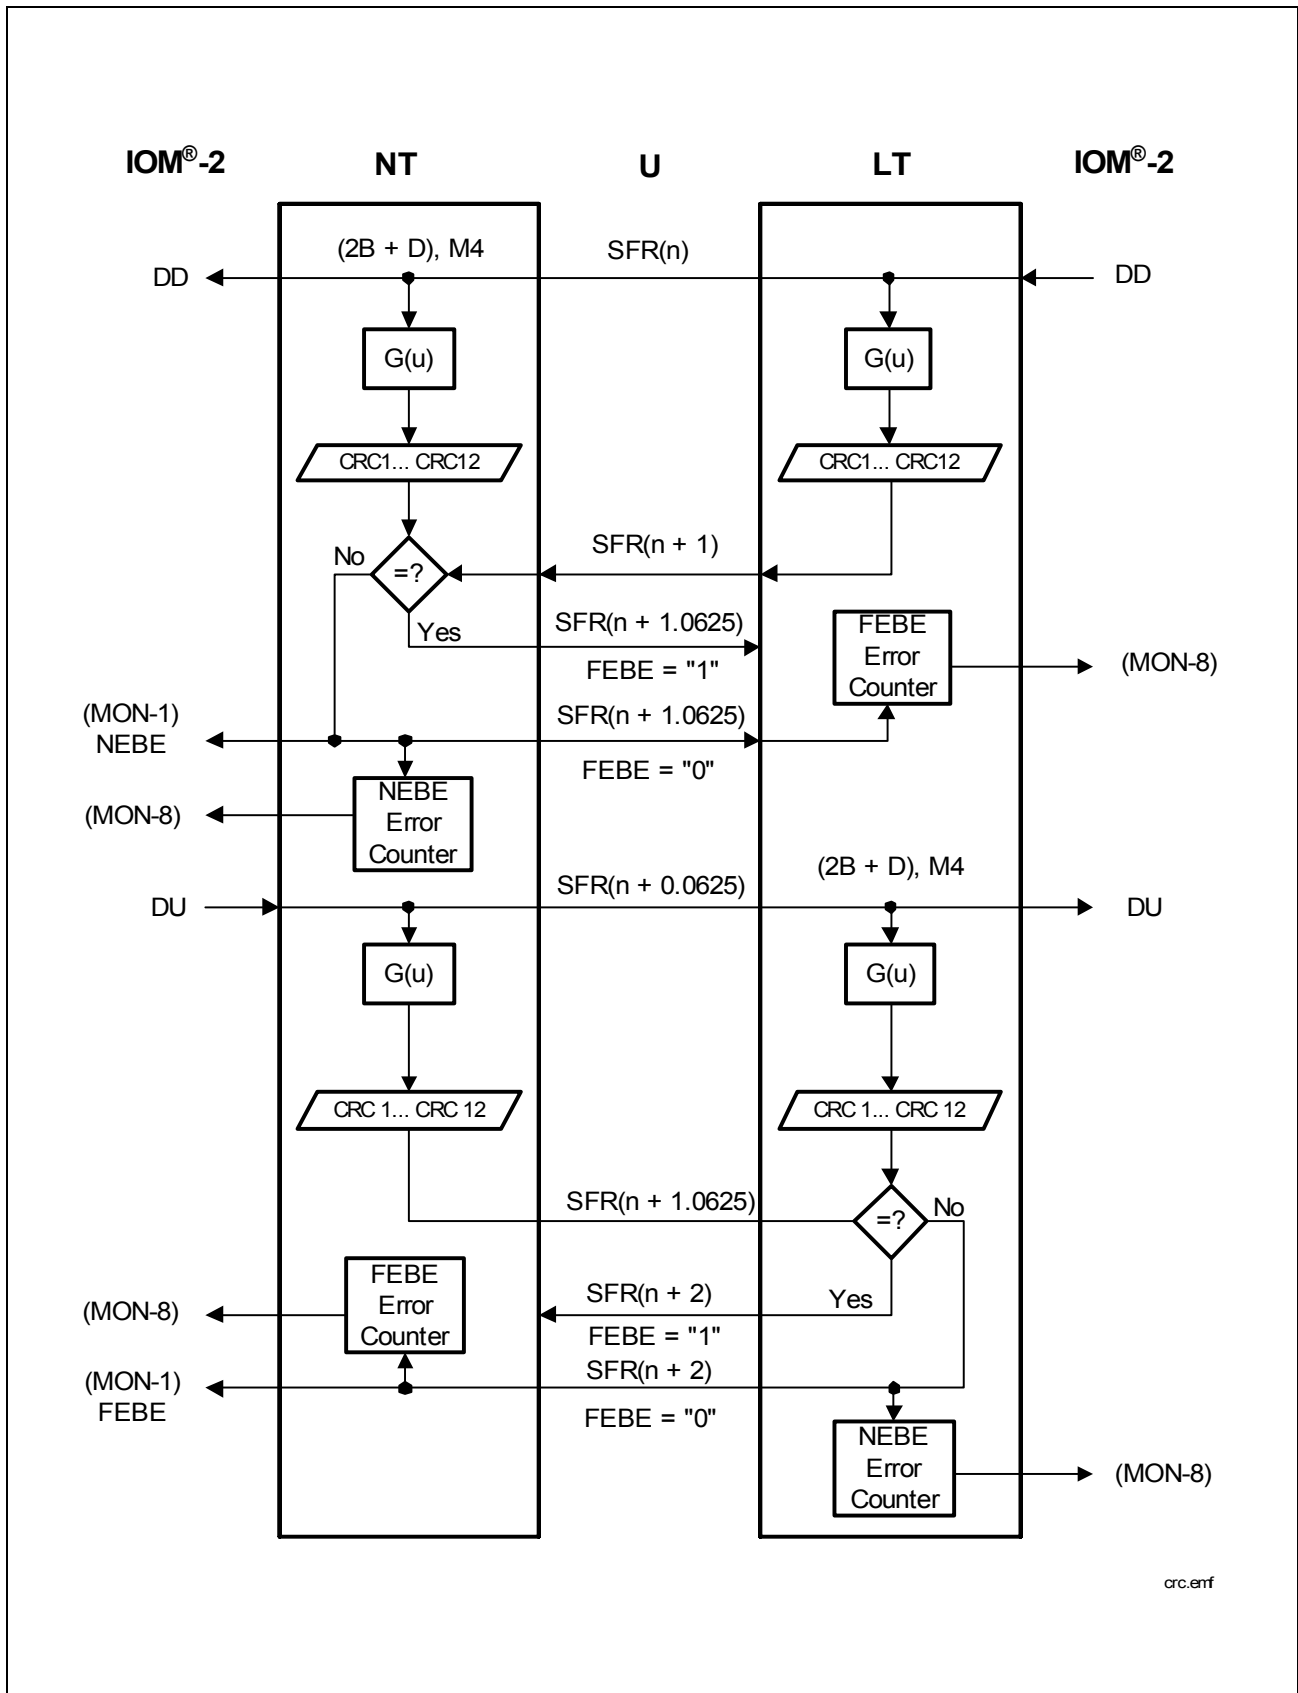 IOM®-2 NT U LT IOM®-2
(2B + D), M4 SFR(n)
DD DD
G(u) G(u)
CRC1... CRC12 CRC1... CRC12
SFR(n + 1)
No
=?
Yes
SFR(n + 1.0625)
FEBE = "1"
FEBE
Error
Counter
(MON-8)
(MON-1)
NEBE
SFR(n + 1.0625)
FEBE = "0"
NEBE
Error
Counter
(MON-8)
(2B + D), M4
SFR(n + 0.0625)
DU DU
G(u) G(u)
CRC 1... CRC 12 CRC 1... CRC 12
SFR(n + 1.0625)
=?
No
Yes
FEBE
Error
Counter
(MON-8)
SFR(n + 2)
FEBE = "1"
SFR(n + 2)
(MON-1)
FEBE
FEBE = "0"
NEBE
Error
Counter
(MON-8)
crc.emf